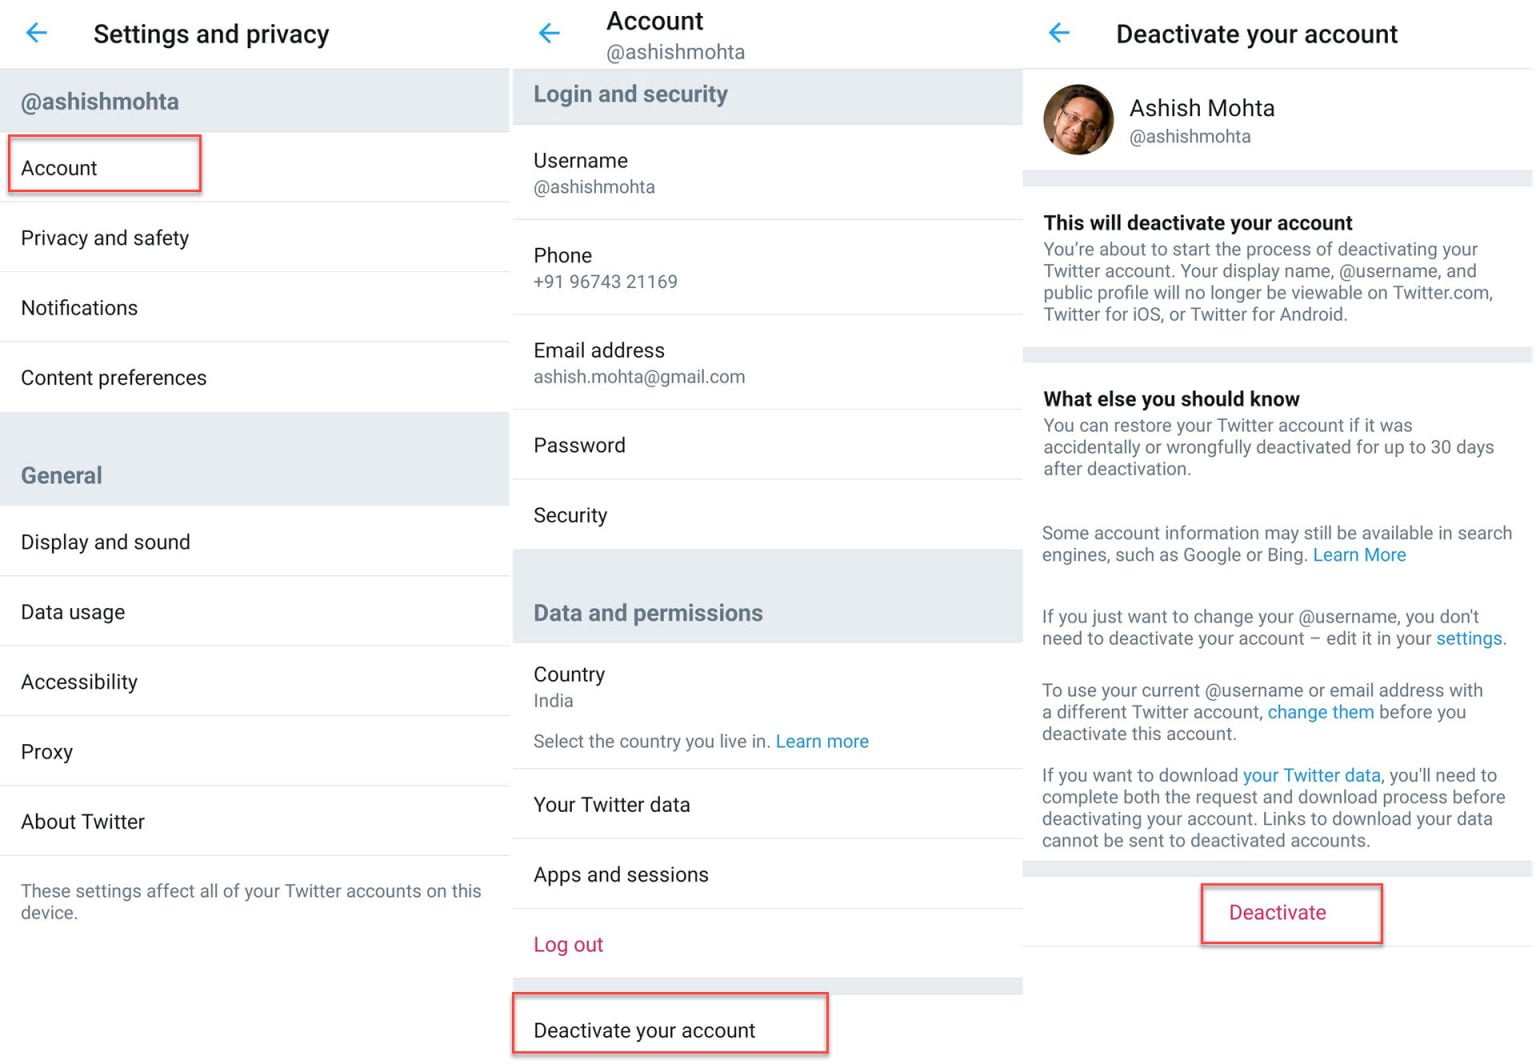 Settings and privacy
@ashishmohta
Account
Privacy and safety
Notifications
Content preferences
General
Display and sound
Data usage
Accessibility
Proxy
About Twitter
These settings affect all of your Twitter accounts on this
device.
Account
@ashishmohta
Login and security
Username
@ashishmohta
Phone
+91 96743 21169
Email address
ashish.mohta@gmail.com
Password
Security
Data and permissions
Country
India
Select the country you live in. Learn more
Your Twitter data
Apps and sessions
Log out
Deactivate your account
Deactivate your account
Ashish Mohta
@ashishmohta
This will deactivate your account
You’re about to start the process of deactivating your
Twitter account. Your display name, @username, and
public profile will no longer be viewable on Twitter.com,
Twitter for iOS, or Twitter for Android.
What else you should know
You can restore your Twitter account if it was
accidentally or wrongfully deactivated for up to 30 days
after deactivation.
Some account information may still be available in search
engines, such as Google or Bing. Learn More
If you just want to change your @username, you don't
need to deactivate your account – edit it in your settings.
To use your current @username or email address with
a different Twitter account, change them before you
deactivate this account.
If you want to download your Twitter data, you'll need to
complete both the request and download process before
deactivating your account. Links to download your data
cannot be sent to deactivated accounts.
Deactivate